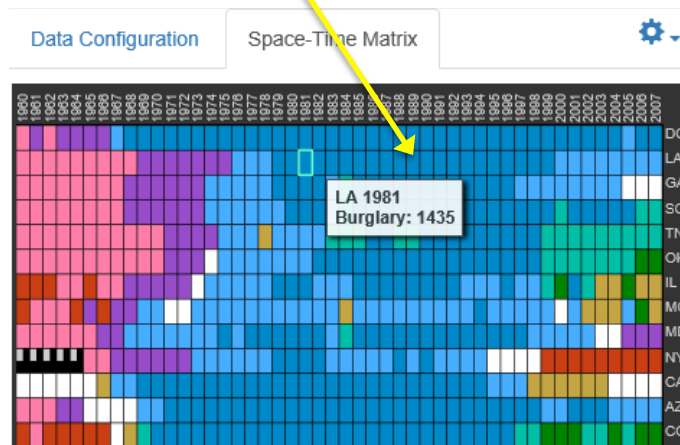 Data Configuration
Space-Time Matrix
1960 1961 1962 1963 1964 1965 1966 1967 1968 1969 1970 1971 1972 1973 1974 1975 1976 1977 1978 1979 1980 1981 1982 1983 1984 1985 1986 1987 1988 1989 1990 1991 1992 1993 1994 1995 1996 1997 1998 1999 2000 2001 2002 2003 2004 2005 2006 2007
LA
GA
LA 1981
Burglary: 1435
TN
IL
MD
NY
CA
AZ